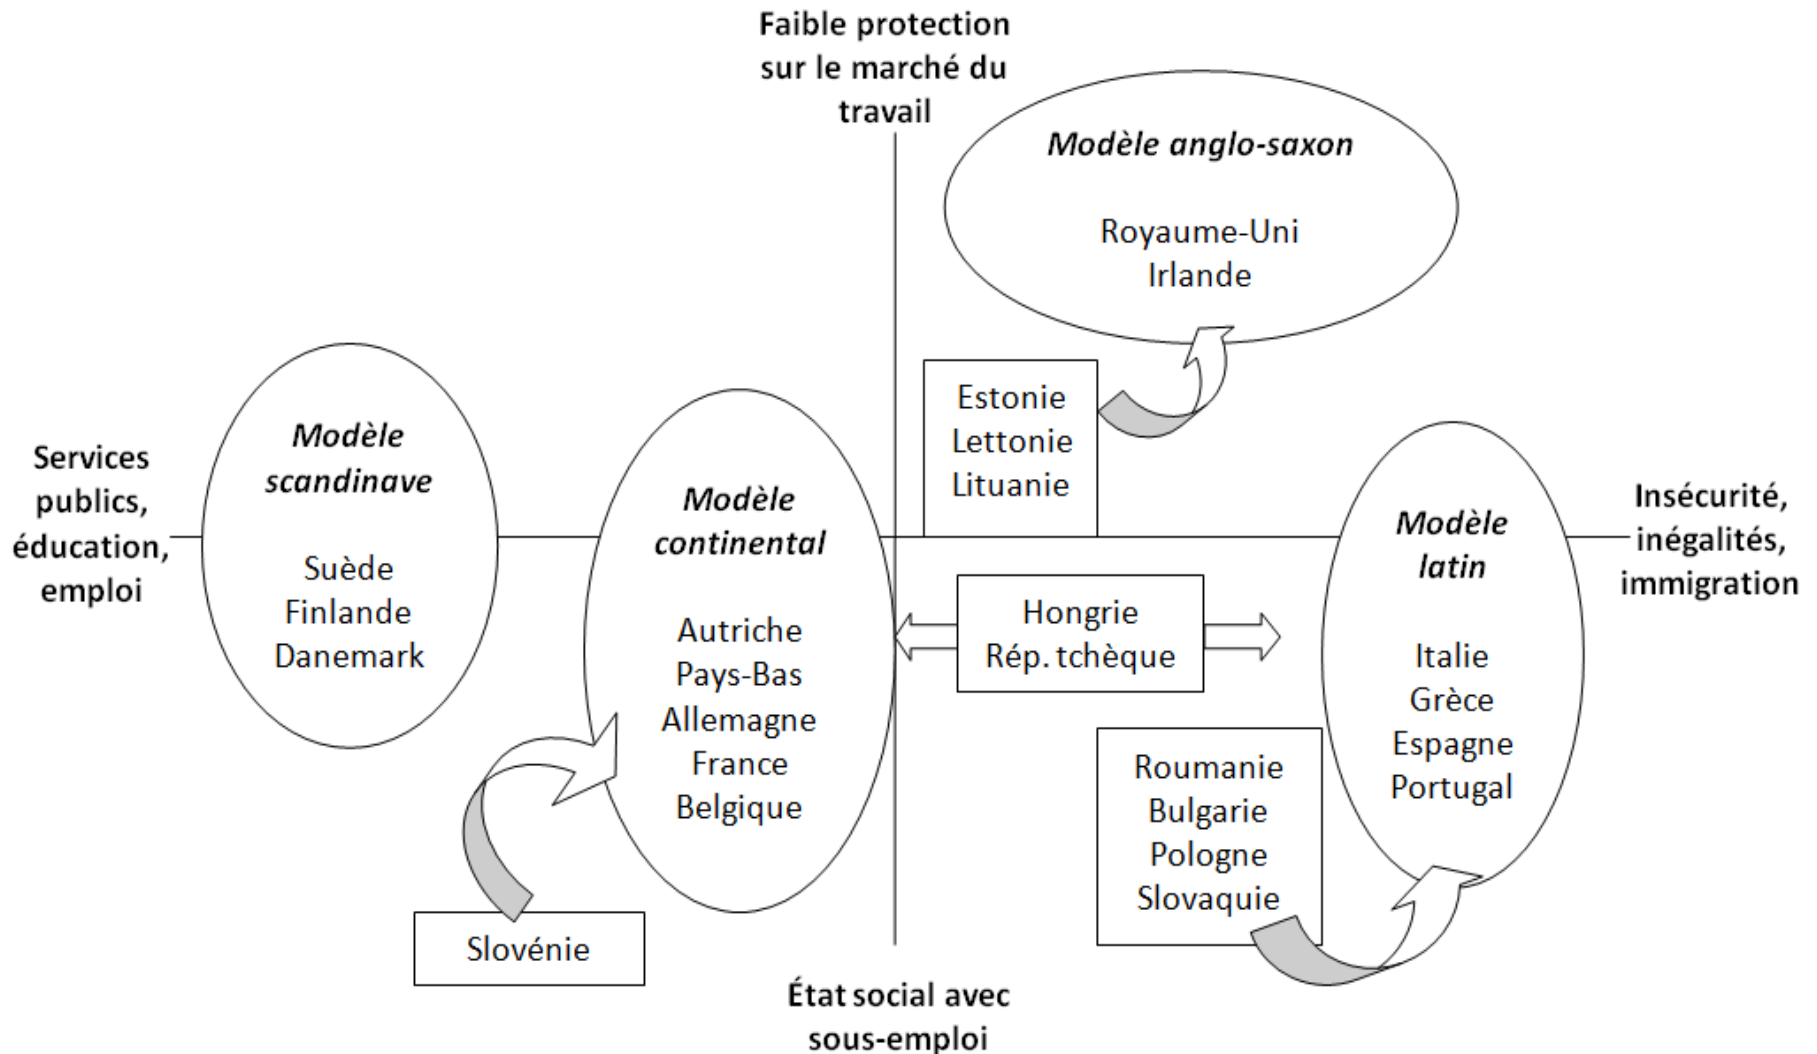 Faible protection
sur le marché du
travail
Modèle anglo-saxon
Royaume-Uni
Irlande
Estonie
Lettonie
Lituanie
Services
publics,
éducation,
emploi
Modèle
scandinave
Suède
Finlande
Danemark
Modèle
continental
Autriche
Pays-Bas
Allemagne
France
Belgique
Hongrie
Rép. tchèque
Modèle
latin
Italie
Grèce
Espagne
Portugal
Insécurité,
inégalités,
immigration
Roumanie
Bulgarie
Pologne
Slovaquie
Slovénie
État social avec
sous-emploi